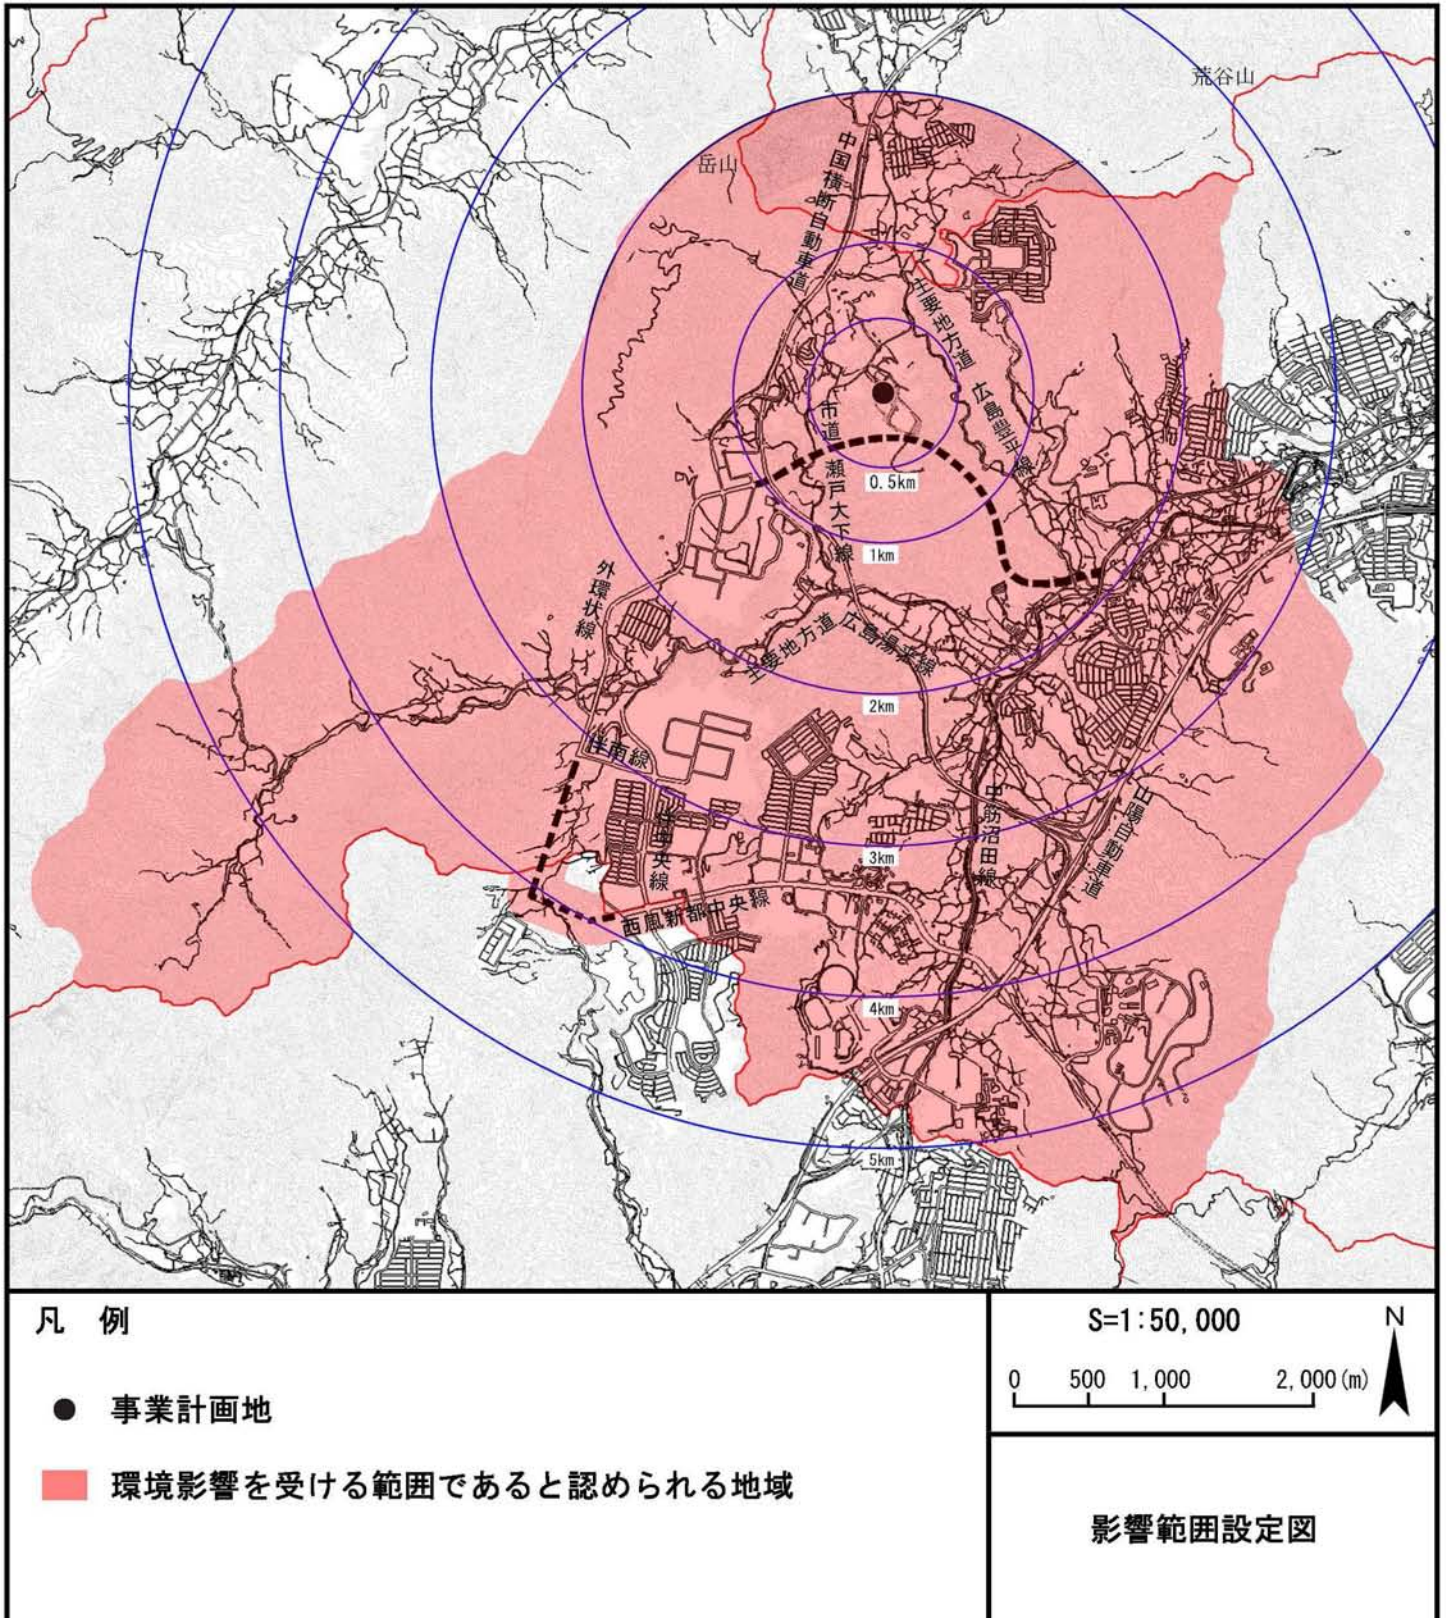 荒谷山
岳山
中国横断自動車道
主要地方道 広島豊平線
市道 瀬戸大下線
0.5km
1km
外環状線
主要地方道 広島湯来線
2km
伴南線
中筋沼田線
山陽自動車道
伴中央線
3km
西風新都中央線
4km
5km
凡 例
事業計画地
環境影響を受ける範囲であると認められる地域
S=1:50,000
N
0 500 1,000 2,000(m)
影響範囲設定図